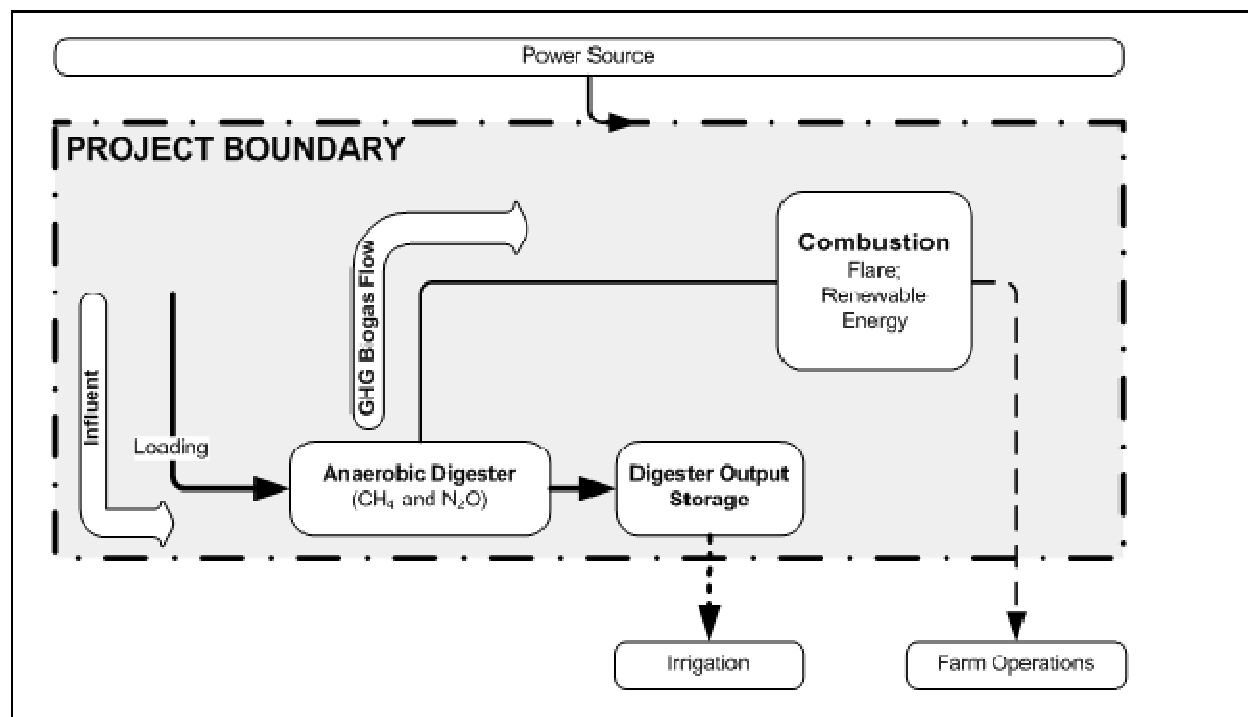 Power Source
PROJECT BOUNDARY
GHG Biogas Flow
Combustion
Flare;
Renewable
Energy
Influent
Loading
Anaerobic Digester
(CH₄ and N₂O)
Digester Output
Storage
Irrigation
Farm Operations